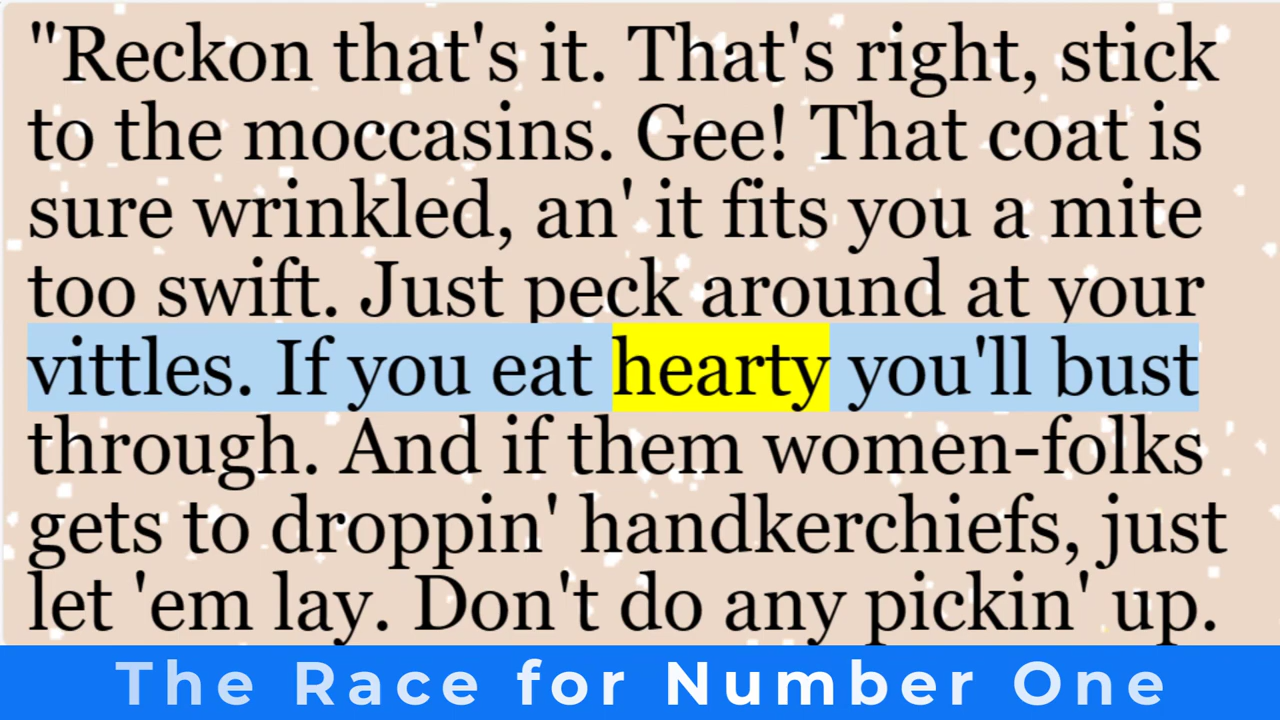 "Reckon that's it. That's right, stick
to the moccasins. Gee! That coat is
sure wrinkled, an' it fits you a mite
too swift. Just peck around at your
vittles. If you eat hearty you'll bust
through. And if them women-folks
gets to droppin' handkerchiefs, just
let 'em lay. Don't do any pickin' up.
The Race for Number One